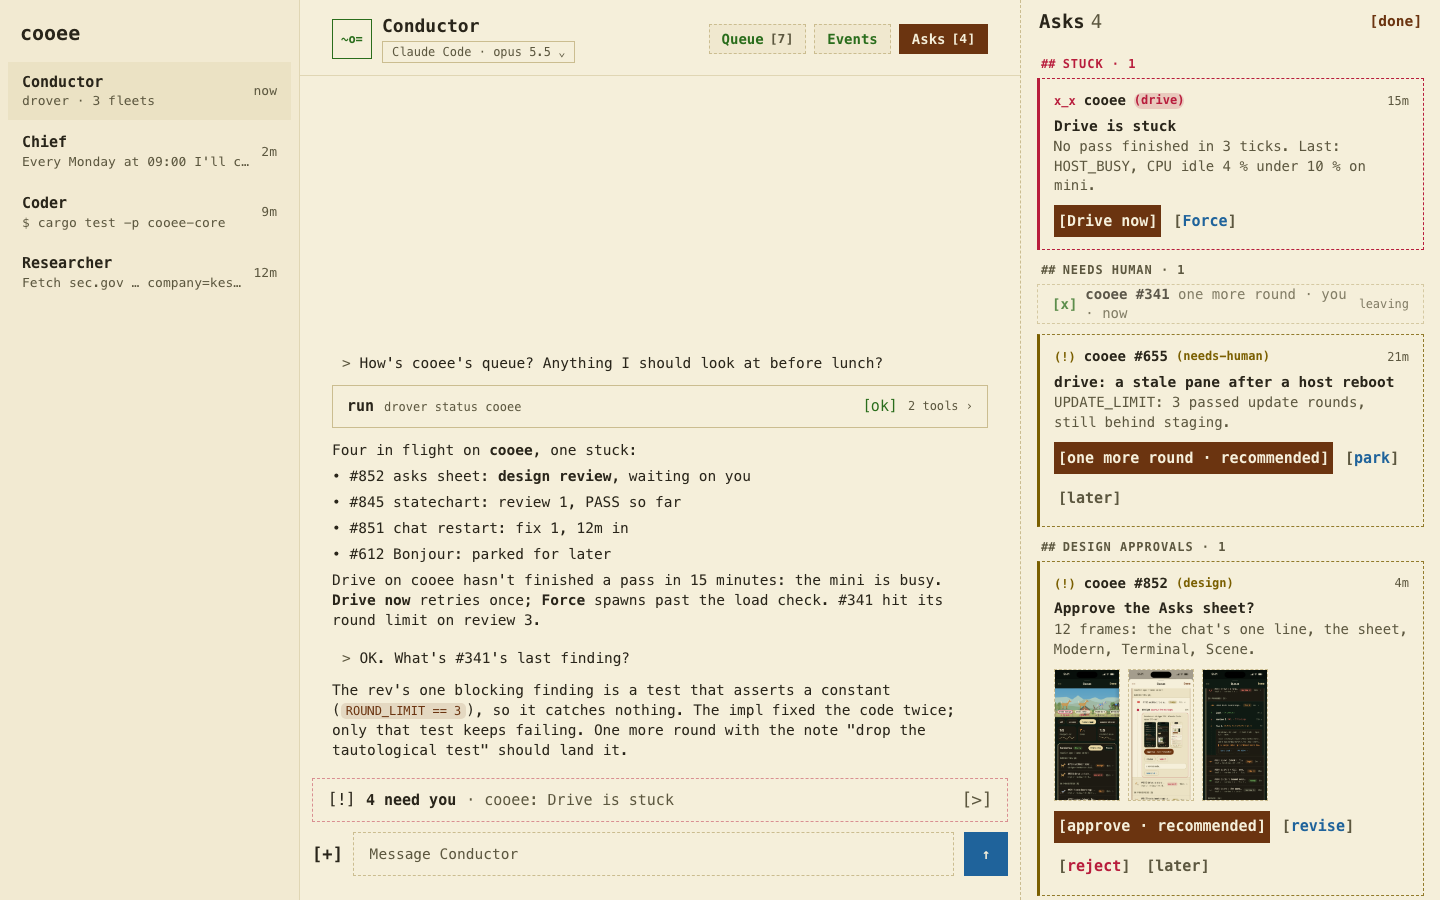 cooee
Conductor
drover · 3 fleets
now
Chief
Every Monday at 09:00 I'll c…
2m
Coder
$ cargo test -p cooee-core
9m
Researcher
Fetch sec.gov … company=kes…
12m
~o=
Conductor
Claude Code · opus 5.5 ⌄
Queue [7]
Events
Asks [4]
> How's cooee's queue? Anything I should look at before lunch?
run drover status cooee
[ok] 2 tools ›
Four in flight on cooee, one stuck:
• #852 asks sheet: design review, waiting on you
• #845 statechart: review 1, PASS so far
• #851 chat restart: fix 1, 12m in
• #612 Bonjour: parked for later
Drive on cooee hasn't finished a pass in 15 minutes: the mini is busy.
Drive now retries once; Force spawns past the load check. #341 hit its
round limit on review 3.
> OK. What's #341's last finding?
The rev's one blocking finding is a test that asserts a constant
(ROUND_LIMIT == 3), so it catches nothing. The impl fixed the code twice;
only that test keeps failing. One more round with the note "drop the
tautological test" should land it.
[!] 4 need you · cooee: Drive is stuck [>]
[+] Message Conductor ↑
Asks 4
[done]
## STUCK · 1
x_x cooee (drive) 15m
Drive is stuck
No pass finished in 3 ticks. Last:
HOST_BUSY, CPU idle 4 % under 10 % on
mini.
[Drive now] [Force]
## NEEDS HUMAN · 1
[x] cooee #341 one more round · you
· now
leaving
(!) cooee #655 (needs-human) 21m
drive: a stale pane after a host reboot
UPDATE_LIMIT: 3 passed update rounds,
still behind staging.
[one more round · recommended] [park]
[later]
## DESIGN APPROVALS · 1
(!) cooee #852 (design) 4m
Approve the Asks sheet?
12 frames: the chat's one line, the sheet,
Modern, Terminal, Scene.
[approve · recommended] [revise]
[reject] [later]